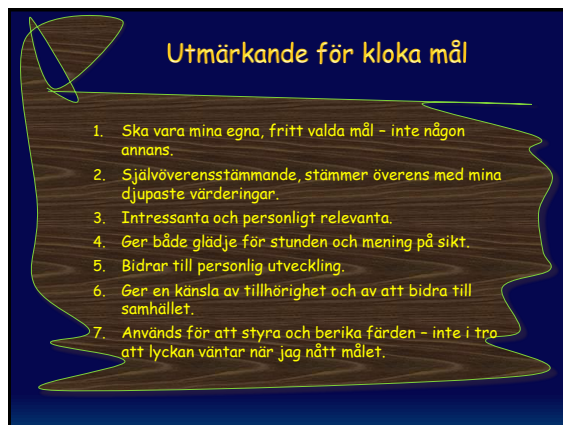 Utmärkande för kloka mål
1. Ska vara mina egna, fritt valda mål – inte någon
annans.
2. Självöverensstämmande, stämmer överens med mina
djupaste värderingar.
3. Intressanta och personligt relevanta.
4. Ger både glädje för stunden och mening på sikt.
5. Bidrar till personlig utveckling.
6. Ger en känsla av tillhörighet och av att bidra till
samhället.
7. Används för att styra och berika färden – inte i tro
att lyckan väntar när jag nått målet.